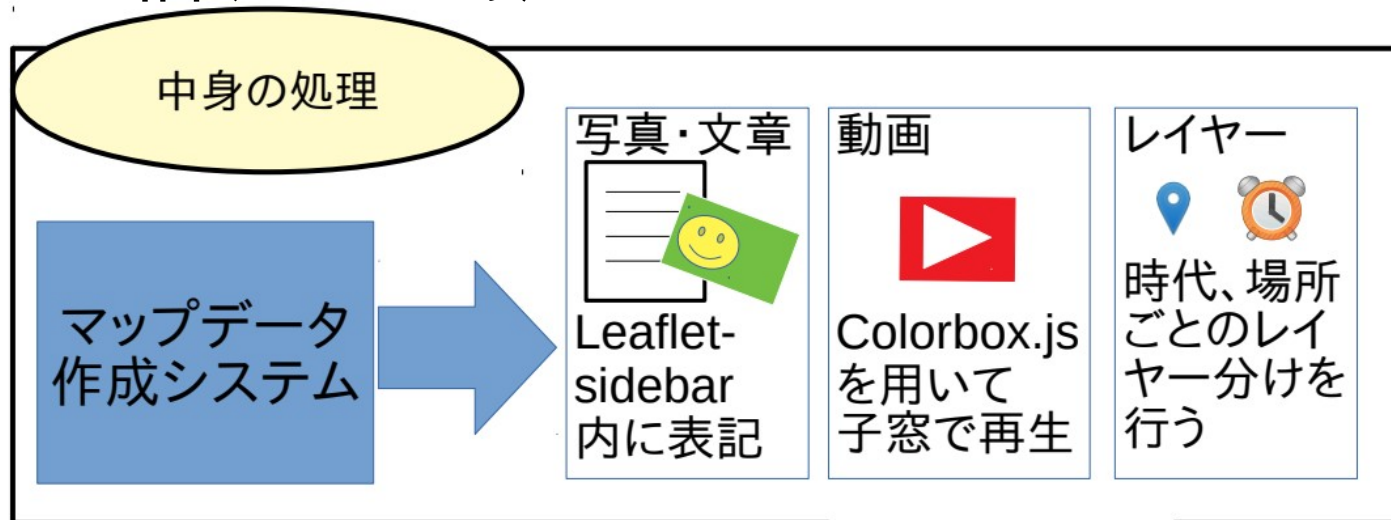 中身の処理
マップデータ
作成システム
写真・文章
Leaflet-
sidebar
内に表記
動画
Colorbox.js
を用いて
子窓で再生
レイヤー
時代、場所
ごとのレイ
ヤー分けを
行う